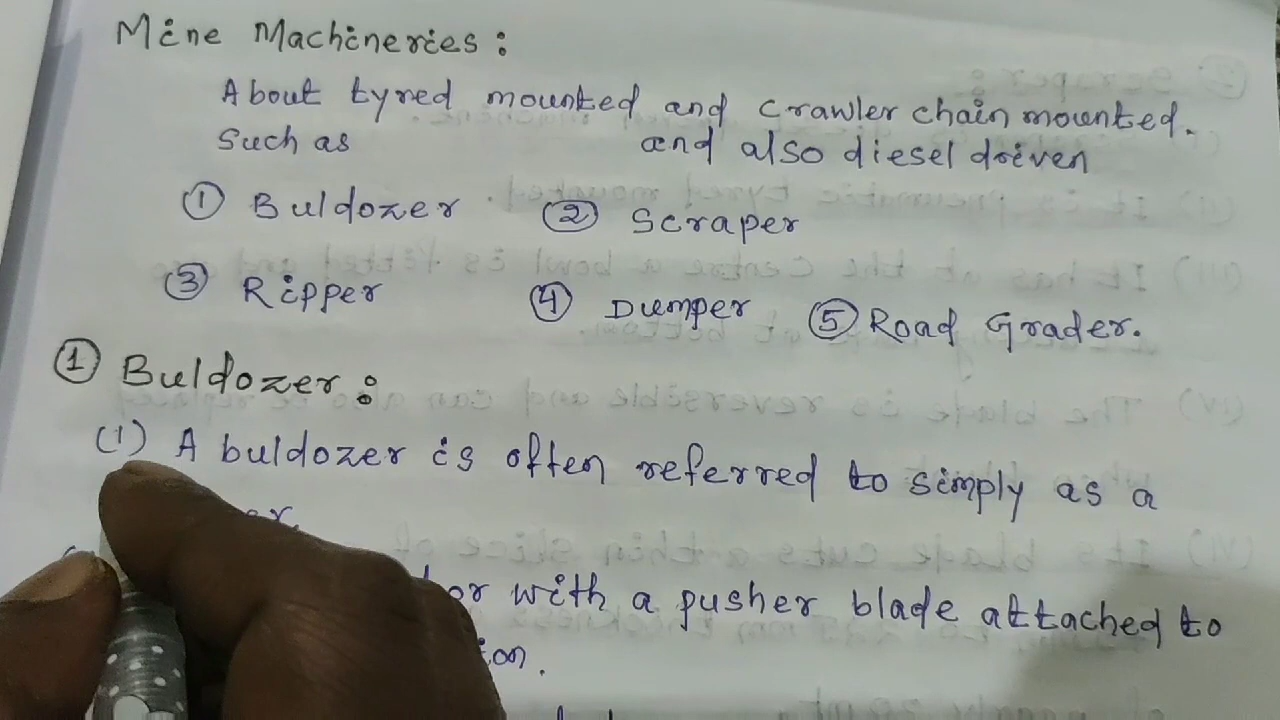 Mine Machineries:
About tyred mounted and crawler chain mounted.
Such as and also diesel driven
① Buldozer ② Scraper
③ Ripper ④ Dumper ⑤ Road Grader.
① Buldozer:
(1) A buldozer is often referred to simply as a
with a pusher blade attached to